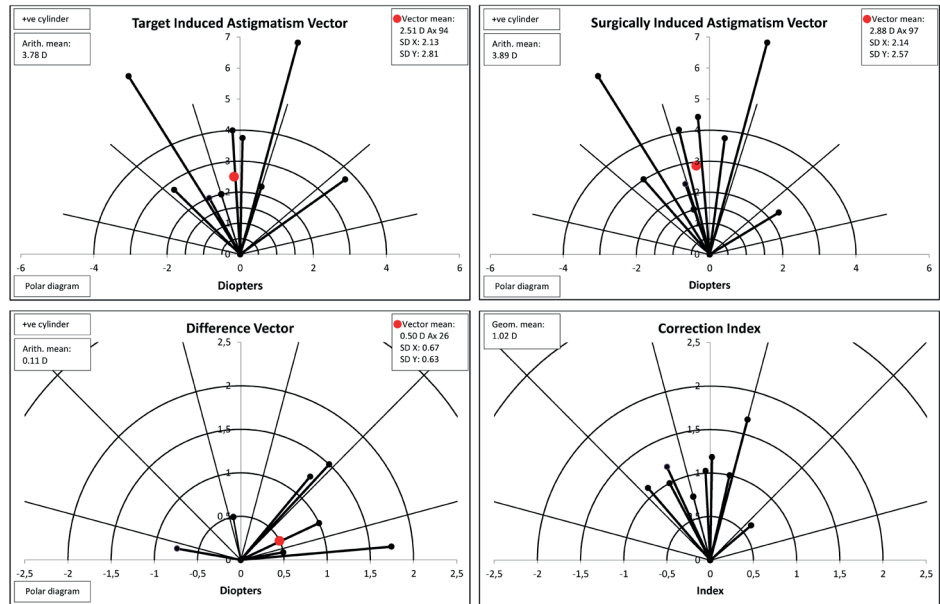 Target Induced Astigmatism Vector
+ve cylinder
Arith. mean:
3.78 D
Vector mean:
2.51 D Ax 94
SD X: 2.13
SD Y: 2.81
7
6
5
4
3
2
1
0
-6
-4
-2
0
2
4
6
Diopters
Polar diagram
Surgically Induced Astigmatism Vector
+ve cylinder
Arith. mean:
3.89 D
Vector mean:
2.88 D Ax 97
SD X: 2.14
SD Y: 2.57
7
6
5
4
3
2
1
0
-6
-4
-2
0
2
4
6
Diopters
Polar diagram
Difference Vector
+ve cylinder
Arith. mean:
0.11 D
Vector mean:
0.50 D Ax 26
SD X: 0.67
SD Y: 0.63
2,5
2
1,5
1
0,5
0
-2,5
-2
-1,5
-1
-0,5
0
0,5
1
1,5
2
2,5
Diopters
Polar diagram
Correction Index
Geom. mean:
1.02 D
2,5
2
1,5
1
0,5
0
-2,5
-2
-1,5
-1
-0,5
0
0,5
1
1,5
2
2,5
Index